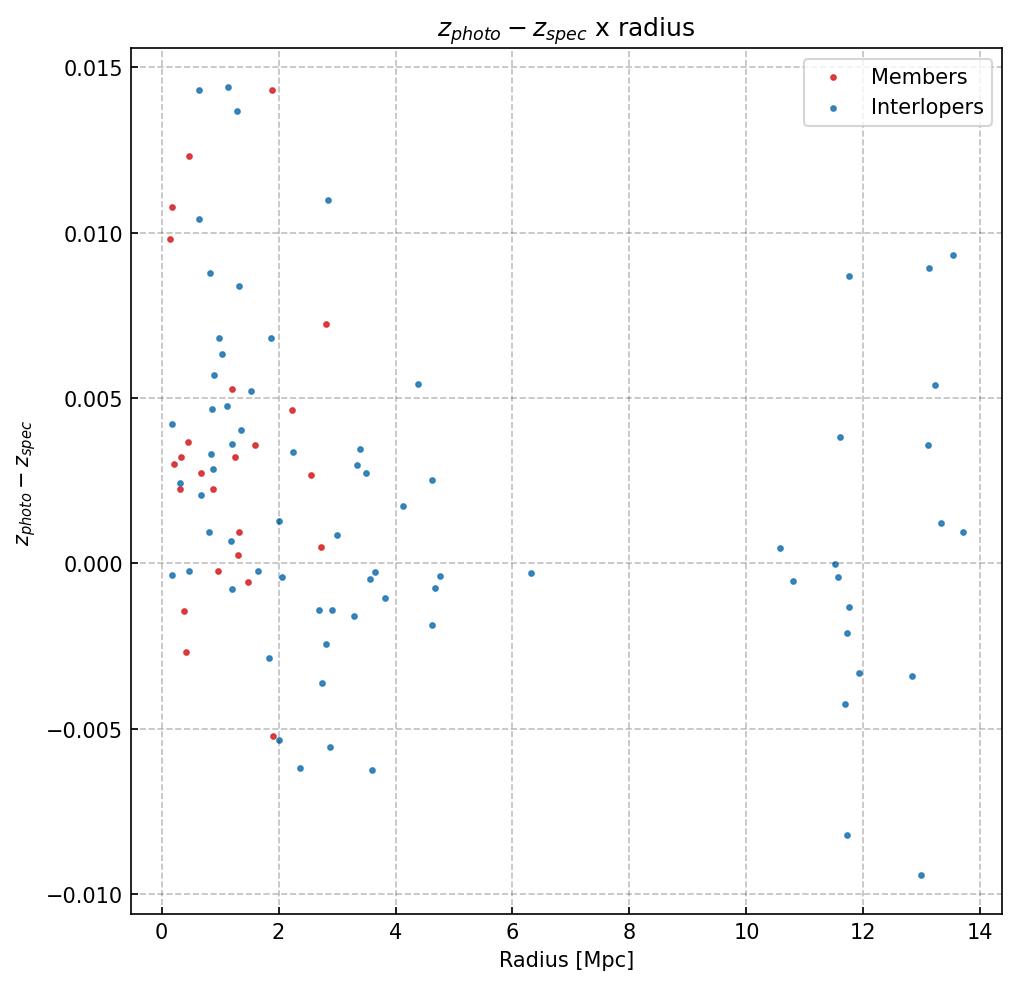 z_photo − z_spec x radius
Members
Interlopers
0.015
0.010
0.005
0.000
−0.005
−0.010
z_photo − z_spec
0 2 4 6 8 10 12 14
Radius [Mpc]